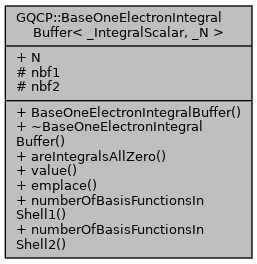 GQCP::BaseOneElectronIntegral
Buffer< _IntegralScalar, _N >
+ N
# nbf1
# nbf2
+ BaseOneElectronIntegralBuffer()
+ ~BaseOneElectronIntegral
Buffer()
+ areIntegralsAllZero()
+ value()
+ emplace()
+ numberOfBasisFunctionsIn
Shell1()
+ numberOfBasisFunctionsIn
Shell2()